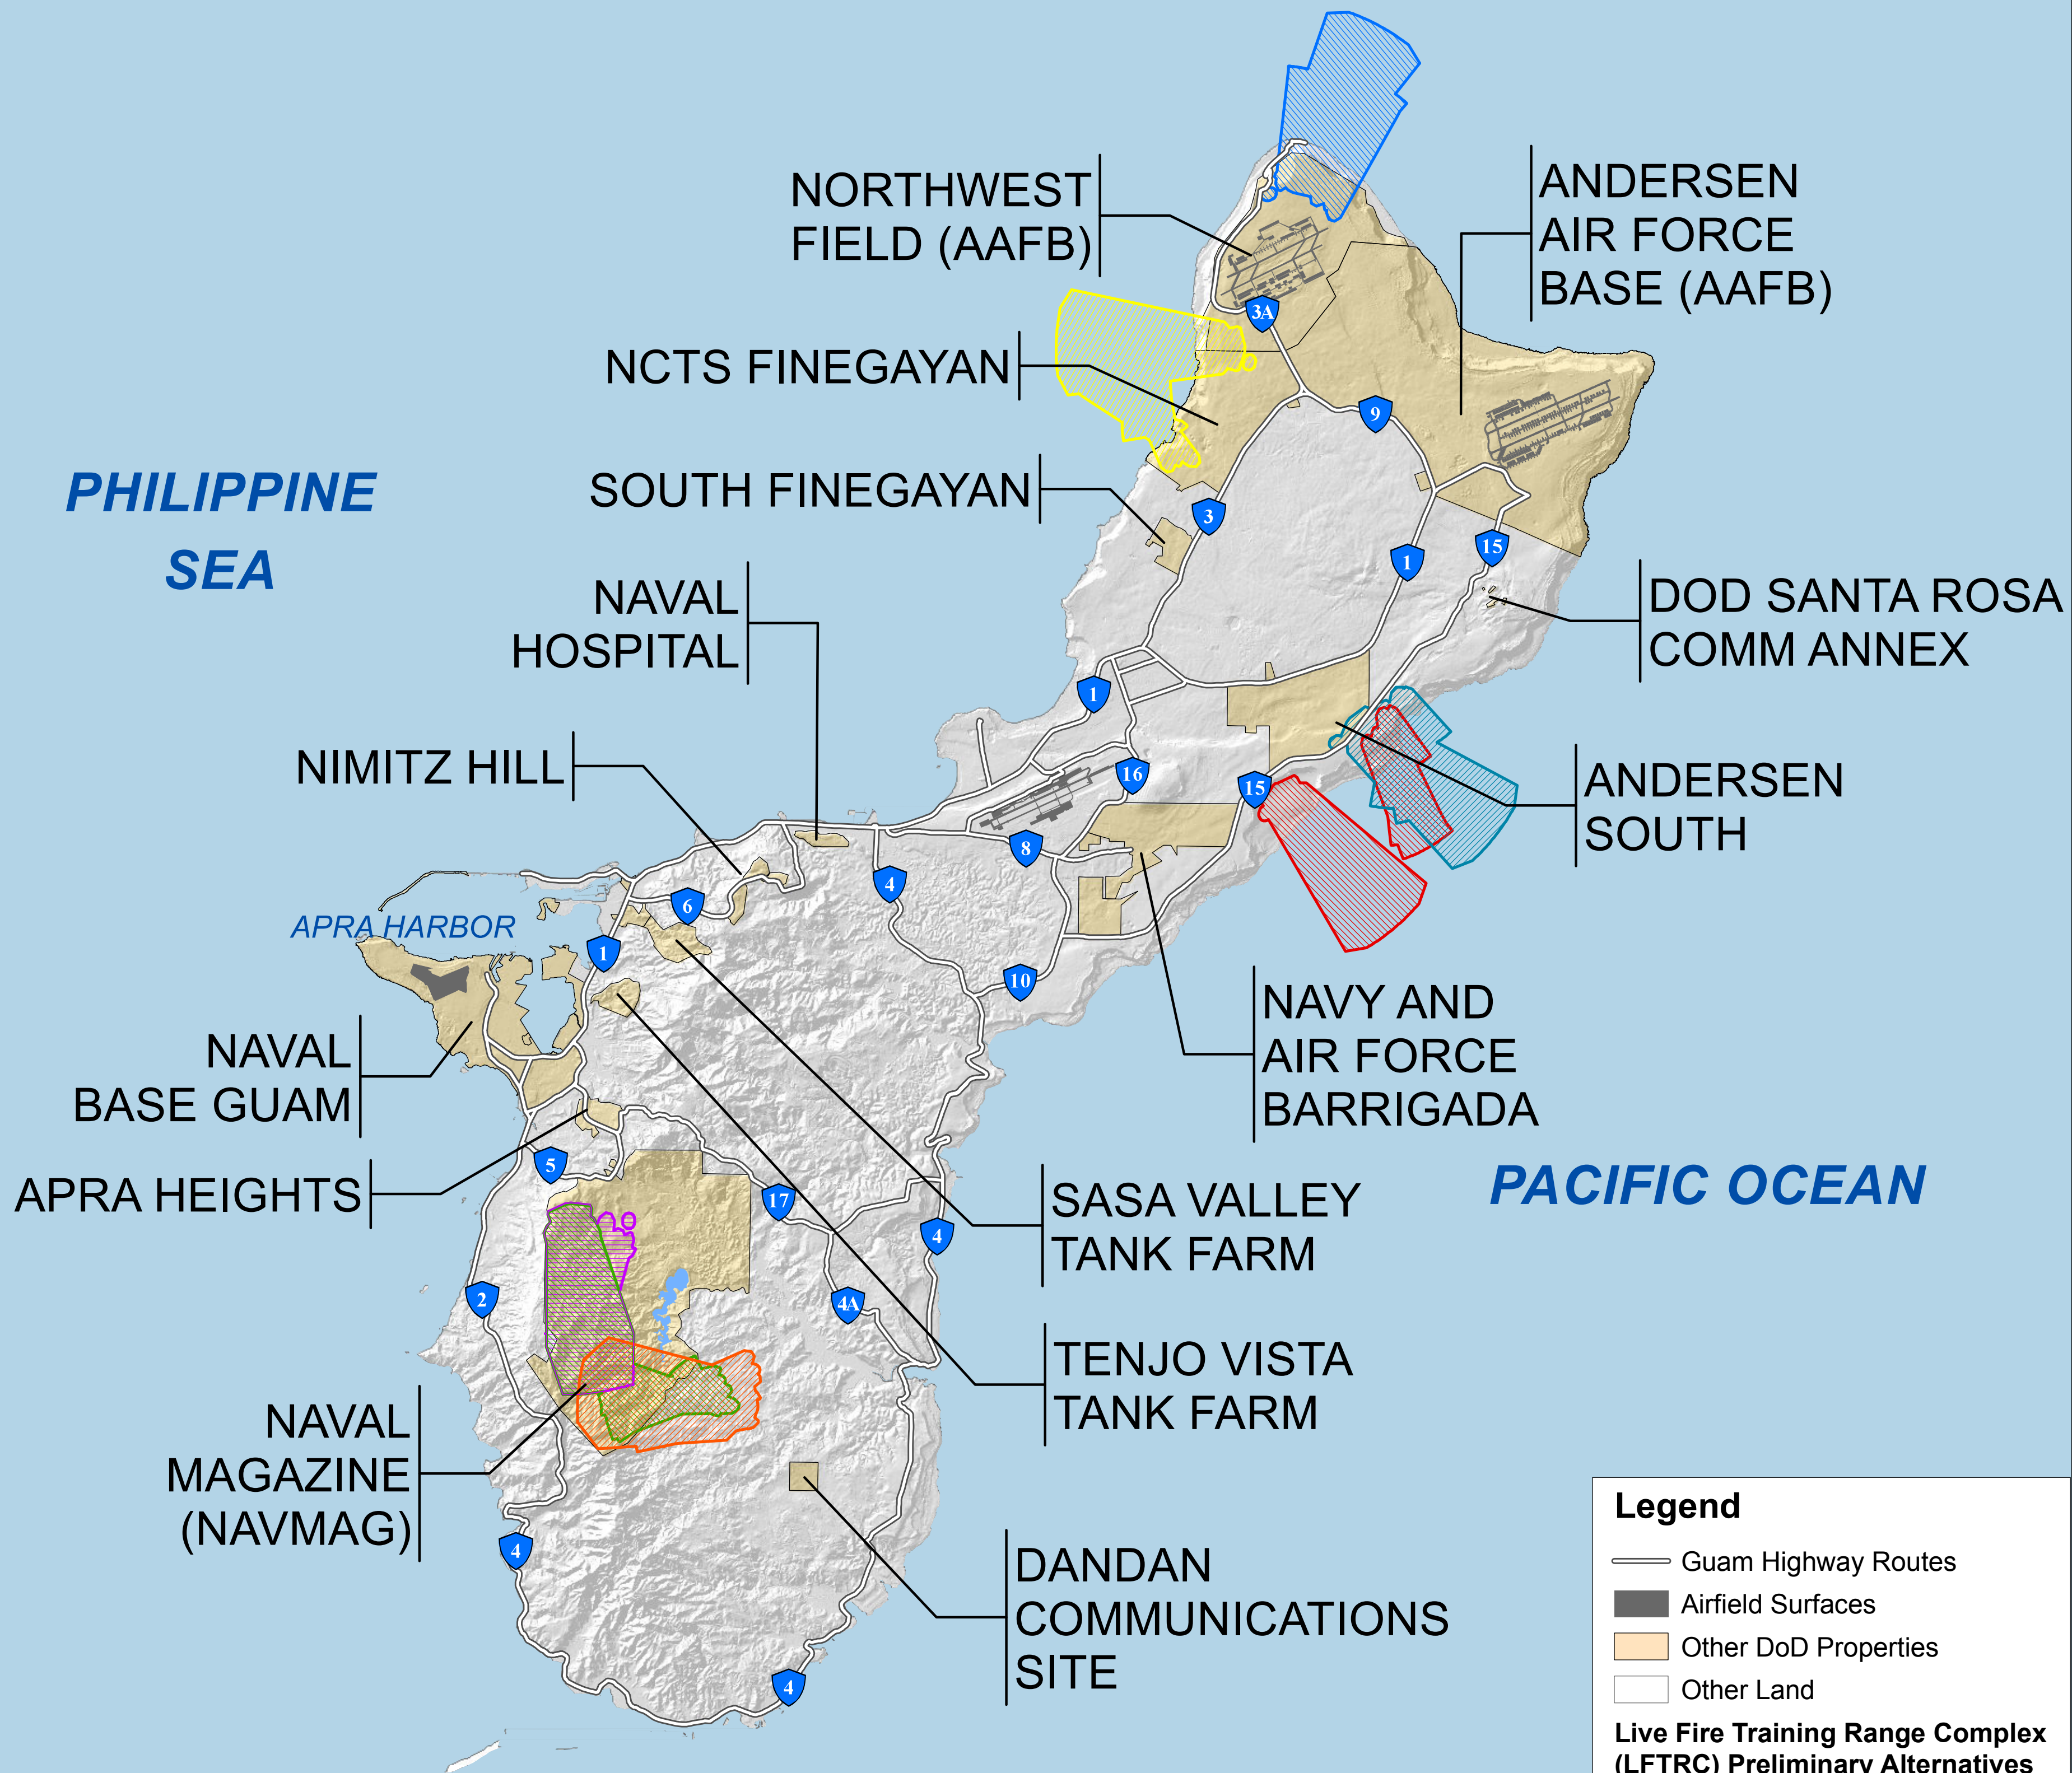 NORTHWEST
FIELD (AAFB)
ANDERSEN
AIR FORCE
BASE (AAFB)
3A
NCTS FINEGAYAN
9
PHILIPPINE
SEA
SOUTH FINEGAYAN
3
15
1
NAVAL
HOSPITAL
DOD SANTA ROSA
COMM ANNEX
1
NIMITZ HILL
16
15
ANDERSEN
SOUTH
8
4
6
APRA HARBOR
1
10
NAVY AND
AIR FORCE
BARRIGADA
NAVAL
BASE GUAM
5
APRA HEIGHTS
17
4
SASA VALLEY
TANK FARM
PACIFIC OCEAN
2
4A
TENJO VISTA
TANK FARM
NAVAL
MAGAZINE
(NAVMAG)
4
DANDAN
COMMUNICATIONS
SITE
4
Legend
Guam Highway Routes
Airfield Surfaces
Other DoD Properties
Other Land
Live Fire Training Range Complex
(LFTRC) Preliminary Alternatives